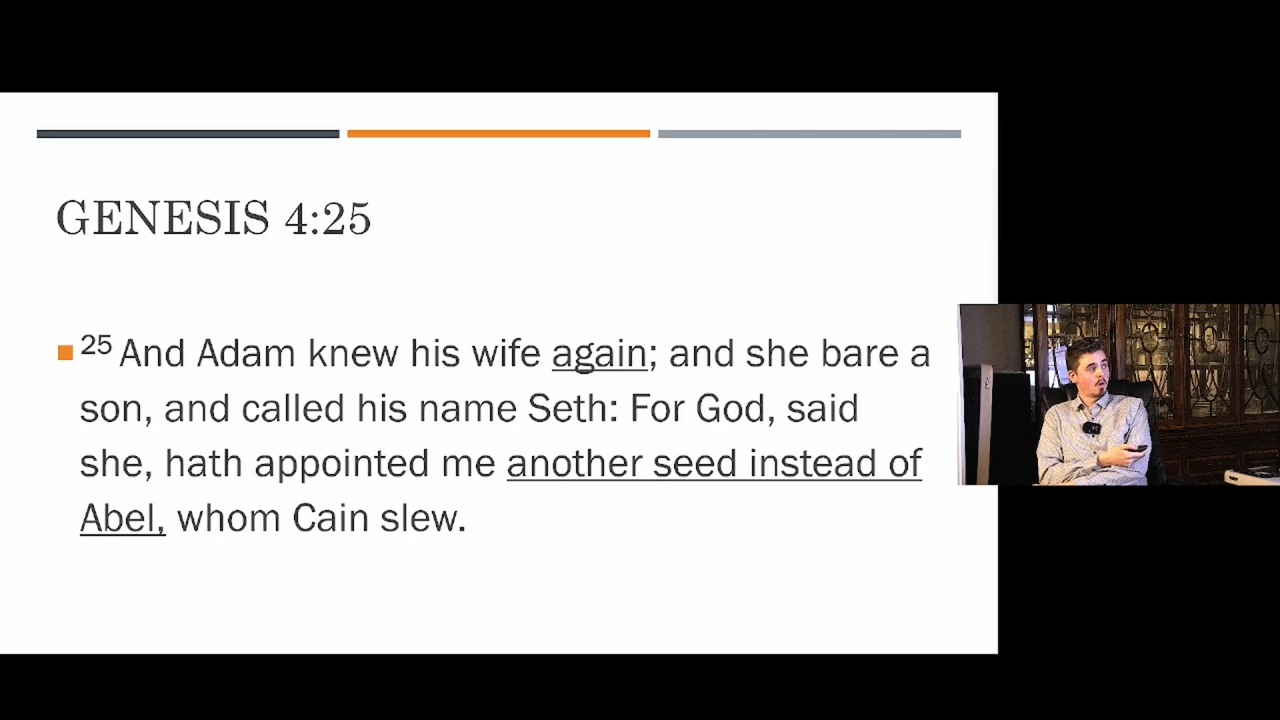 GENESIS 4:25
25 And Adam knew his wife again; and she bare a
son, and called his name Seth: For God, said
she, hath appointed me another seed instead of
Abel, whom Cain slew.